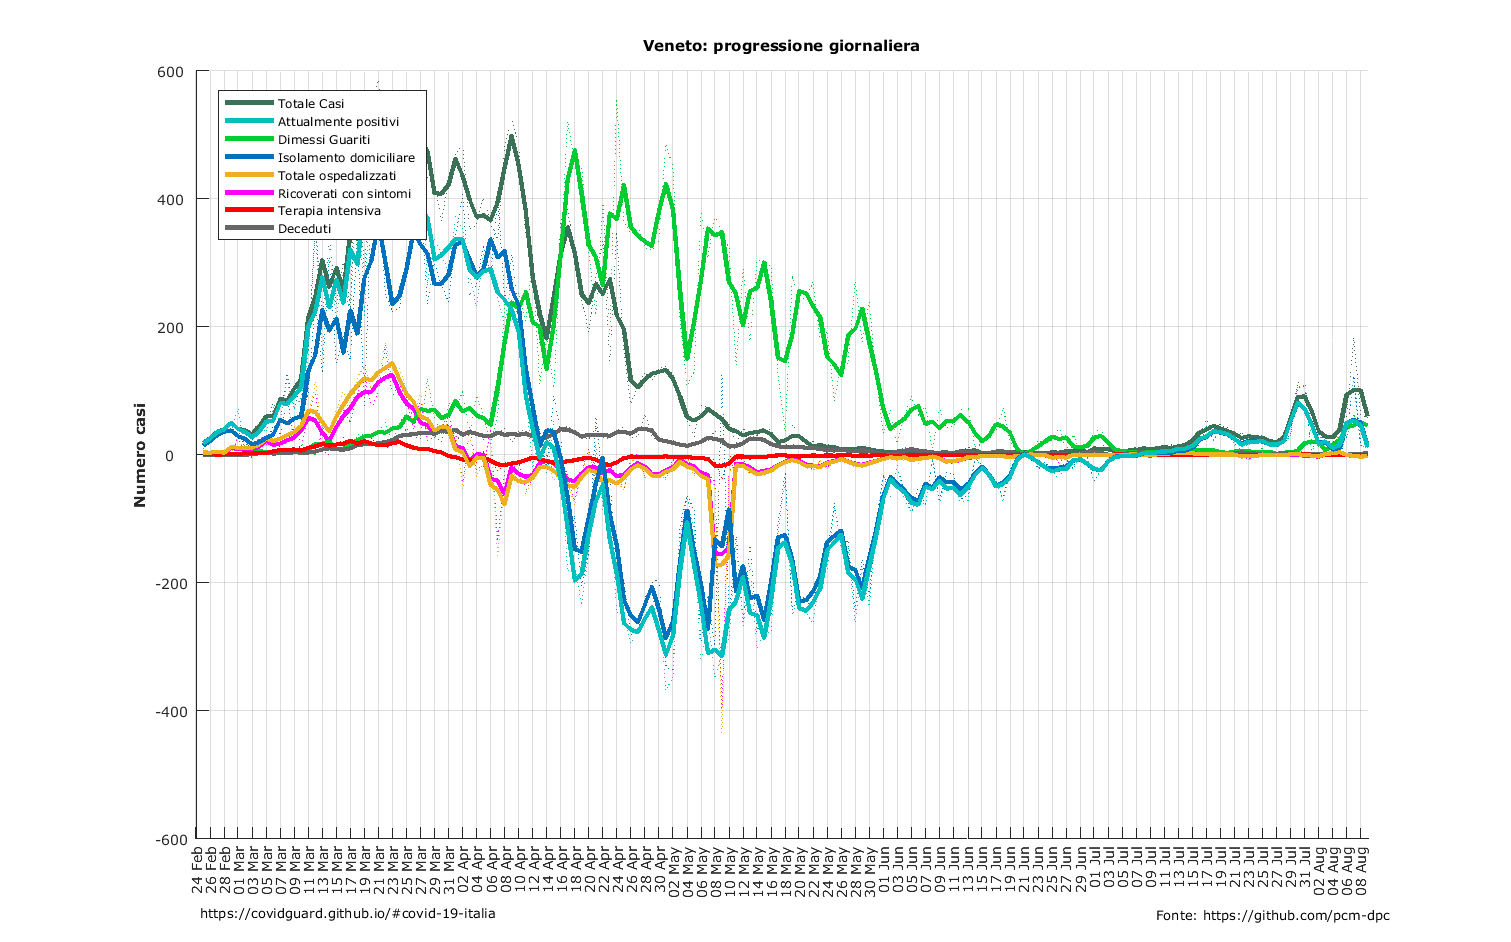 Veneto: progressione giornaliera
600
400
200
0
-200
-400
-600
Numero casi
Totale Casi
Attualmente positivi
Dimessi Guariti
Isolamento domiciliare
Totale ospedalizzati
Ricoverati con sintomi
Terapia intensiva
Deceduti
24 Feb
26 Feb
28 Feb
01 Mar
03 Mar
05 Mar
07 Mar
09 Mar
11 Mar
13 Mar
15 Mar
17 Mar
19 Mar
21 Mar
23 Mar
25 Mar
27 Mar
29 Mar
31 Mar
02 Apr
04 Apr
06 Apr
08 Apr
10 Apr
12 Apr
14 Apr
16 Apr
18 Apr
20 Apr
22 Apr
24 Apr
26 Apr
28 Apr
30 Apr
02 May
04 May
06 May
08 May
10 May
12 May
14 May
16 May
18 May
20 May
22 May
24 May
26 May
28 May
30 May
01 Jun
03 Jun
05 Jun
07 Jun
09 Jun
11 Jun
13 Jun
15 Jun
17 Jun
19 Jun
21 Jun
23 Jun
25 Jun
27 Jun
29 Jun
01 Jul
03 Jul
05 Jul
07 Jul
09 Jul
11 Jul
13 Jul
15 Jul
17 Jul
19 Jul
21 Jul
23 Jul
25 Jul
27 Jul
29 Jul
31 Jul
02 Aug
04 Aug
06 Aug
08 Aug
https://covidguard.github.io/#covid-19-italia
Fonte: https://github.com/pcm-dpc